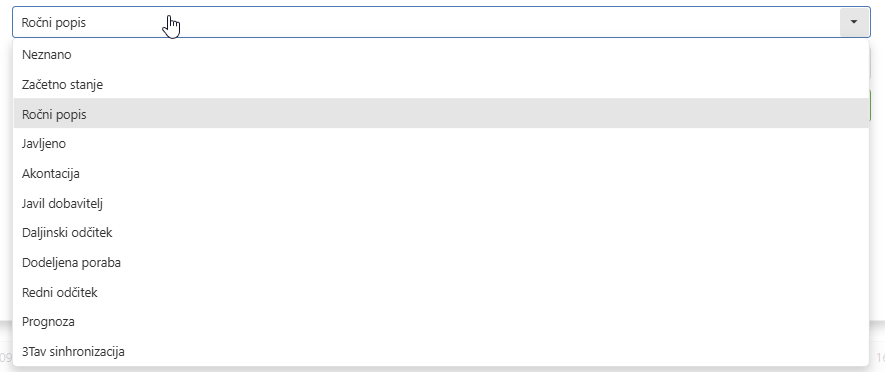 Ročni popis
Neznano
Začetno stanje
Ročni popis
Javljeno
Akontacija
Javil dobavitelj
Daljinski odčitek
Dodeljena poraba
Redni odčitek
Prognoza
3Tav sinhronizacija